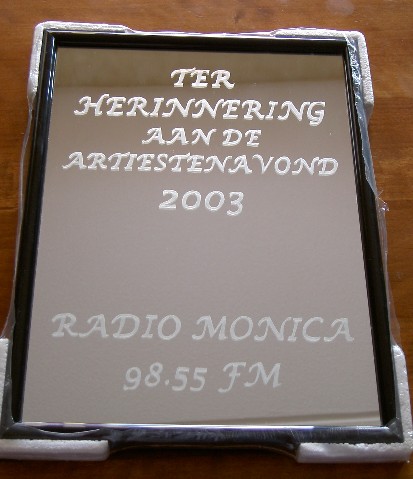 TER
HERINNERING
AAN DE
ARTIESTENAVOND
2003
RADIO MONICA
98.55 FM